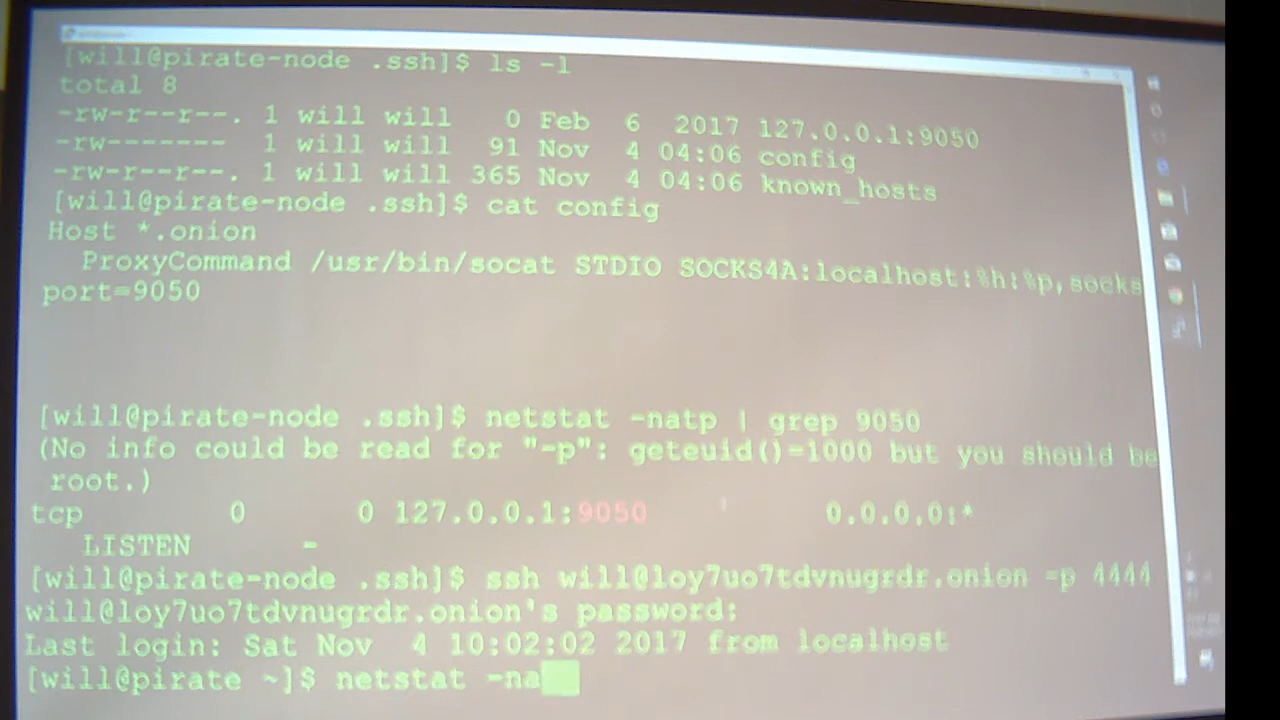 [will@pirate-node .ssh]$ ls -l
total 8
-rw-r--r--. 1 will will   0 Feb  6  2017 127.0.0.1:9050
-rw------- 1 will will  91 Nov  4 04:06 config
-rw-r--r--. 1 will will 365 Nov  4 04:06 known_hosts
[will@pirate-node .ssh]$ cat config
Host *.onion
ProxyCommand /usr/bin/socat STDIO SOCKS4A:localhost:%h:%p,socks
port=9050
[will@pirate-node .ssh]$ netstat -natp | grep 9050
(No info could be read for "-p": geteuid()=1000 but you should be
root.)
tcp 0 0 127.0.0.1:9050 0.0.0.0:*
LISTEN -
[will@pirate-node .ssh]$ ssh will@loy7uo7tdvnugrdr.onion -p 4444
will@loy7uo7tdvnugrdr.onion's password:
Last login: Sat Nov  4 10:02:02 2017 from localhost
[will@pirate ~]$ netstat -na